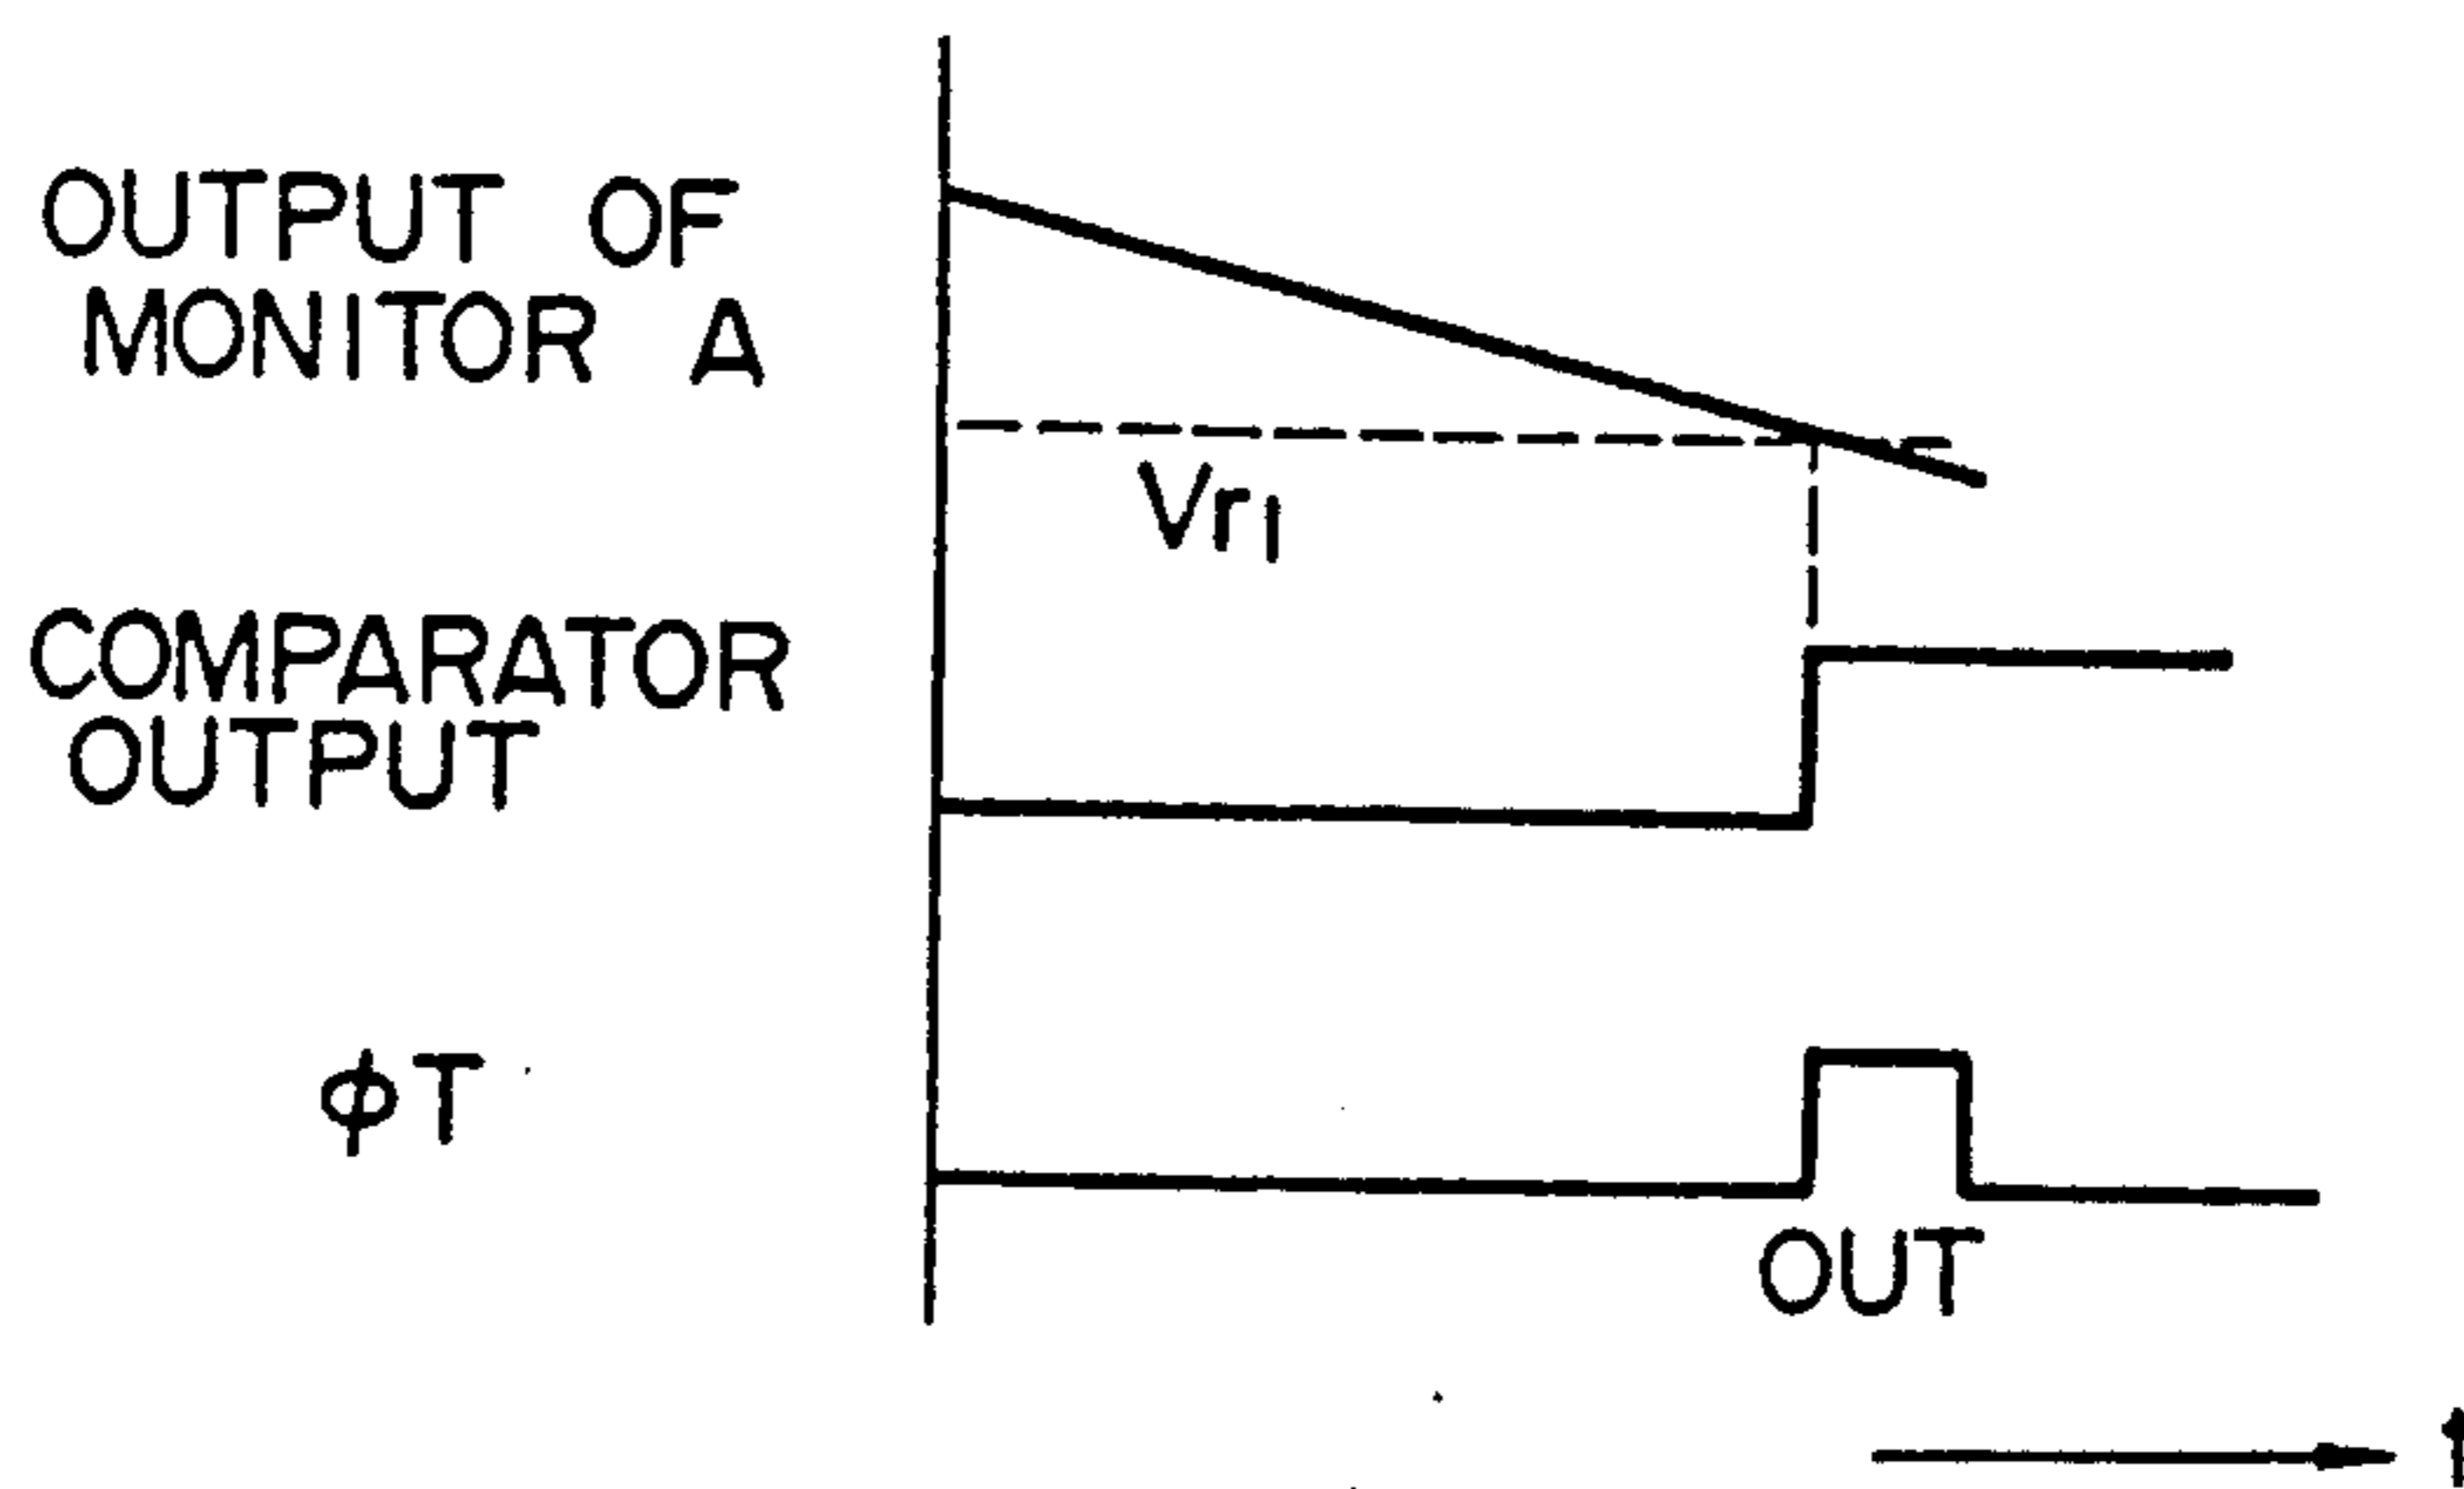 OUTPUT OF
MONITOR A
Vr1
COMPARATOR
OUTPUT
φT
OUT
t